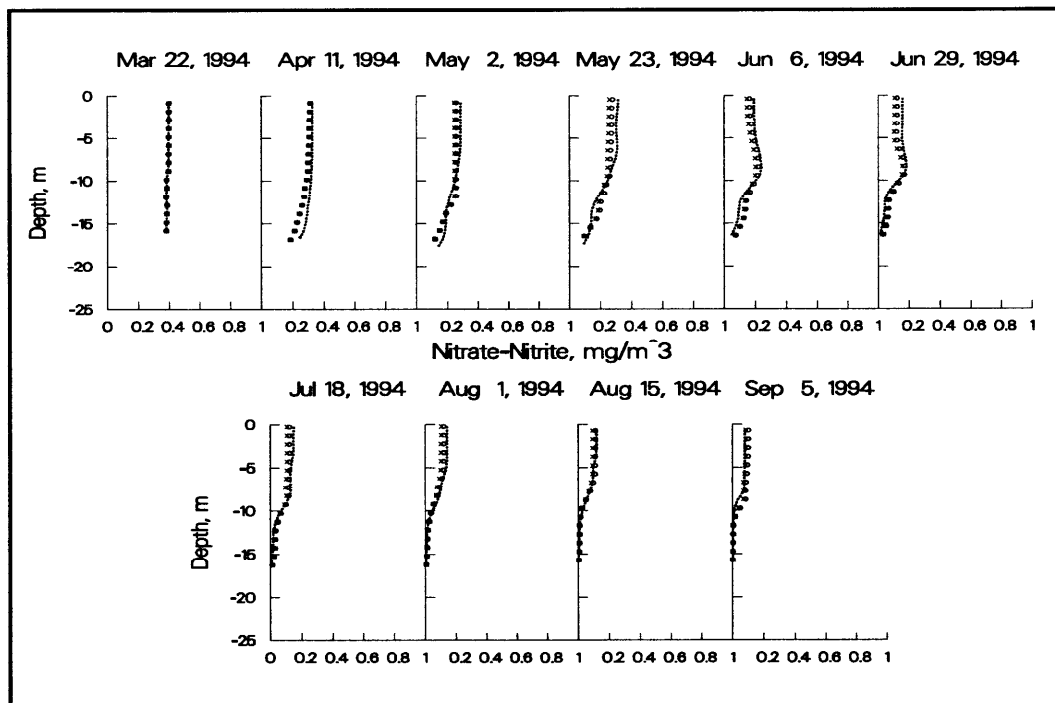 Mar 22, 1994 Apr 11, 1994 May 2, 1994 May 23, 1994 Jun 6, 1994 Jun 29, 1994
0
-5
-10
-15
-20
-25
Depth, m
0 0.2 0.4 0.6 0.8 1 0.2 0.4 0.6 0.8 1 0.2 0.4 0.6 0.8 1 0.2 0.4 0.6 0.8 1 0.2 0.4 0.6 0.8 1 0.2 0.4 0.6 0.8 1
Nitrate-Nitrite, mg/m^3
Jul 18, 1994 Aug 1, 1994 Aug 15, 1994 Sep 5, 1994
0
-5
-10
-15
-20
-25
Depth, m
0 0.2 0.4 0.6 0.8 1 0.2 0.4 0.6 0.8 1 0.2 0.4 0.6 0.8 1 0.2 0.4 0.6 0.8 1